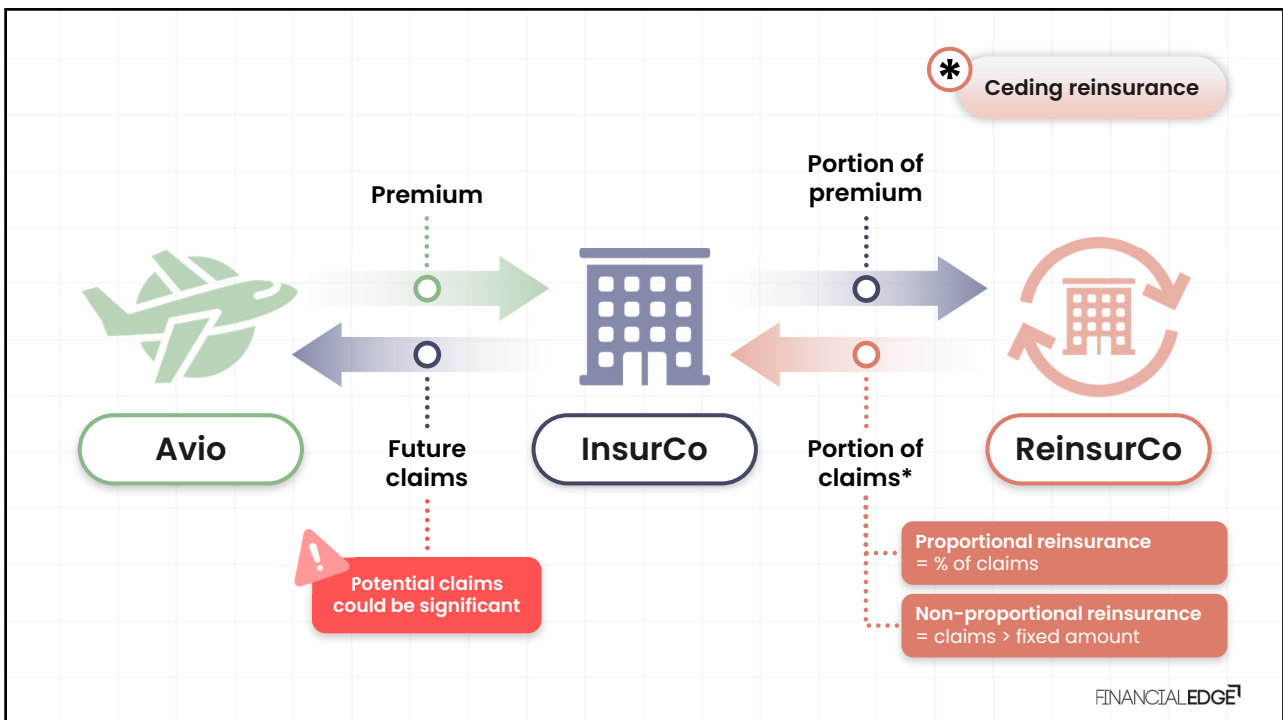 *
Ceding reinsurance
Premium
Portion of
premium
Avio
InsurCo
ReinsurCo
Future
claims
Portion of
claims*
!
Potential claims
could be significant
Proportional reinsurance
= % of claims
Non-proportional reinsurance
= claims > fixed amount
FINANCIALEDGE